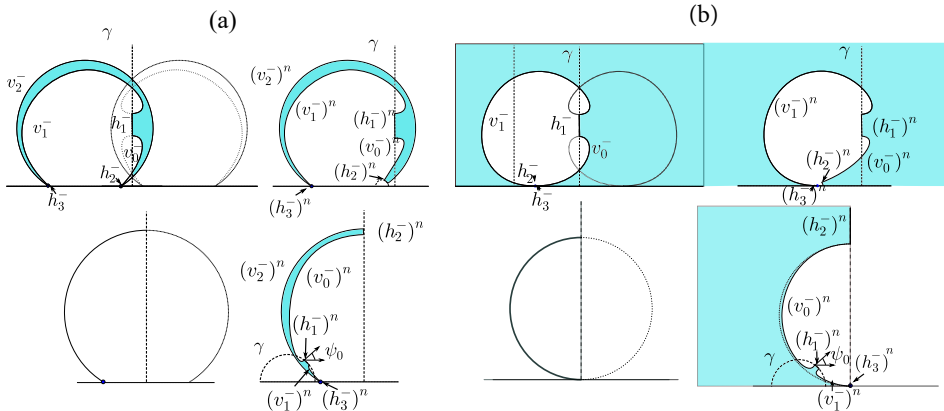 (a)
γ
v₂⁻
v₁⁻
h₁⁻
v₀⁻
h₂⁻
h₃⁻
γ
(v₂⁻)ⁿ
(v₁⁻)ⁿ
(h₁⁻)ⁿ
(v₀⁻)ⁿ
(h₂⁻)ⁿ
(h₃⁻)ⁿ
(v₂⁻)ⁿ
(v₀⁻)ⁿ
(h₂⁻)ⁿ
(h₁⁻)ⁿ
γ
ψ₀
(v₁⁻)ⁿ
(h₃⁻)ⁿ
(b)
γ
v₁⁻
h₁⁻
v₀⁻
h₂⁻
h₃⁻
γ
(v₁⁻)ⁿ
(h₁⁻)ⁿ
(h₂⁻)ⁿ
(v₀⁻)ⁿ
(h₃⁻)ⁿ
(h₂⁻)ⁿ
(v₀⁻)ⁿ
(h₁⁻)ⁿ
γ
ψ₀
(h₃⁻)ⁿ
(v₁⁻)ⁿ